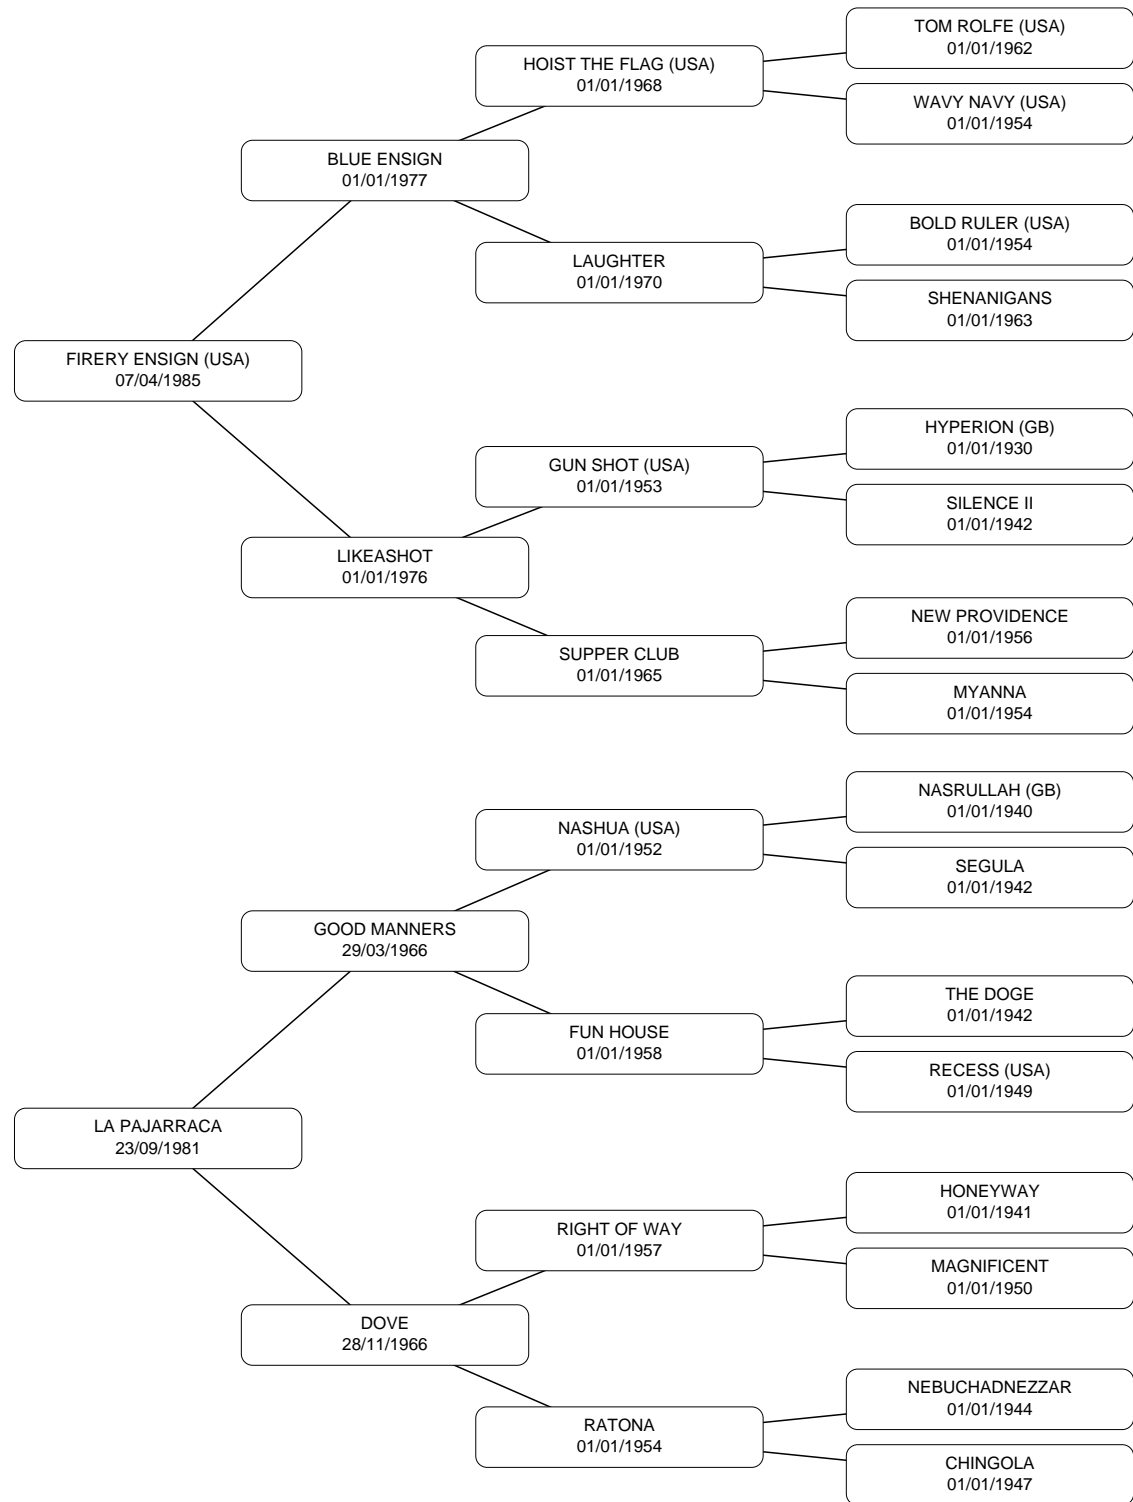 TOM ROLFE (USA)
01/01/1962
HOIST THE FLAG (USA)
01/01/1968
WAVY NAVY (USA)
01/01/1954
BLUE ENSIGN
01/01/1977
BOLD RULER (USA)
01/01/1954
LAUGHTER
01/01/1970
SHENANIGANS
01/01/1963
FIRERY ENSIGN (USA)
07/04/1985
HYPERION (GB)
01/01/1930
GUN SHOT (USA)
01/01/1953
SILENCE II
01/01/1942
LIKEASHOT
01/01/1976
NEW PROVIDENCE
01/01/1956
SUPPER CLUB
01/01/1965
MYANNA
01/01/1954
NASRULLAH (GB)
01/01/1940
NASHUA (USA)
01/01/1952
SEGULA
01/01/1942
GOOD MANNERS
29/03/1966
THE DOGE
01/01/1942
FUN HOUSE
01/01/1958
RECESS (USA)
01/01/1949
LA PAJARRACA
23/09/1981
HONEYWAY
01/01/1941
RIGHT OF WAY
01/01/1957
MAGNIFICENT
01/01/1950
DOVE
28/11/1966
NEBUCHADNEZZAR
01/01/1944
RATONA
01/01/1954
CHINGOLA
01/01/1947